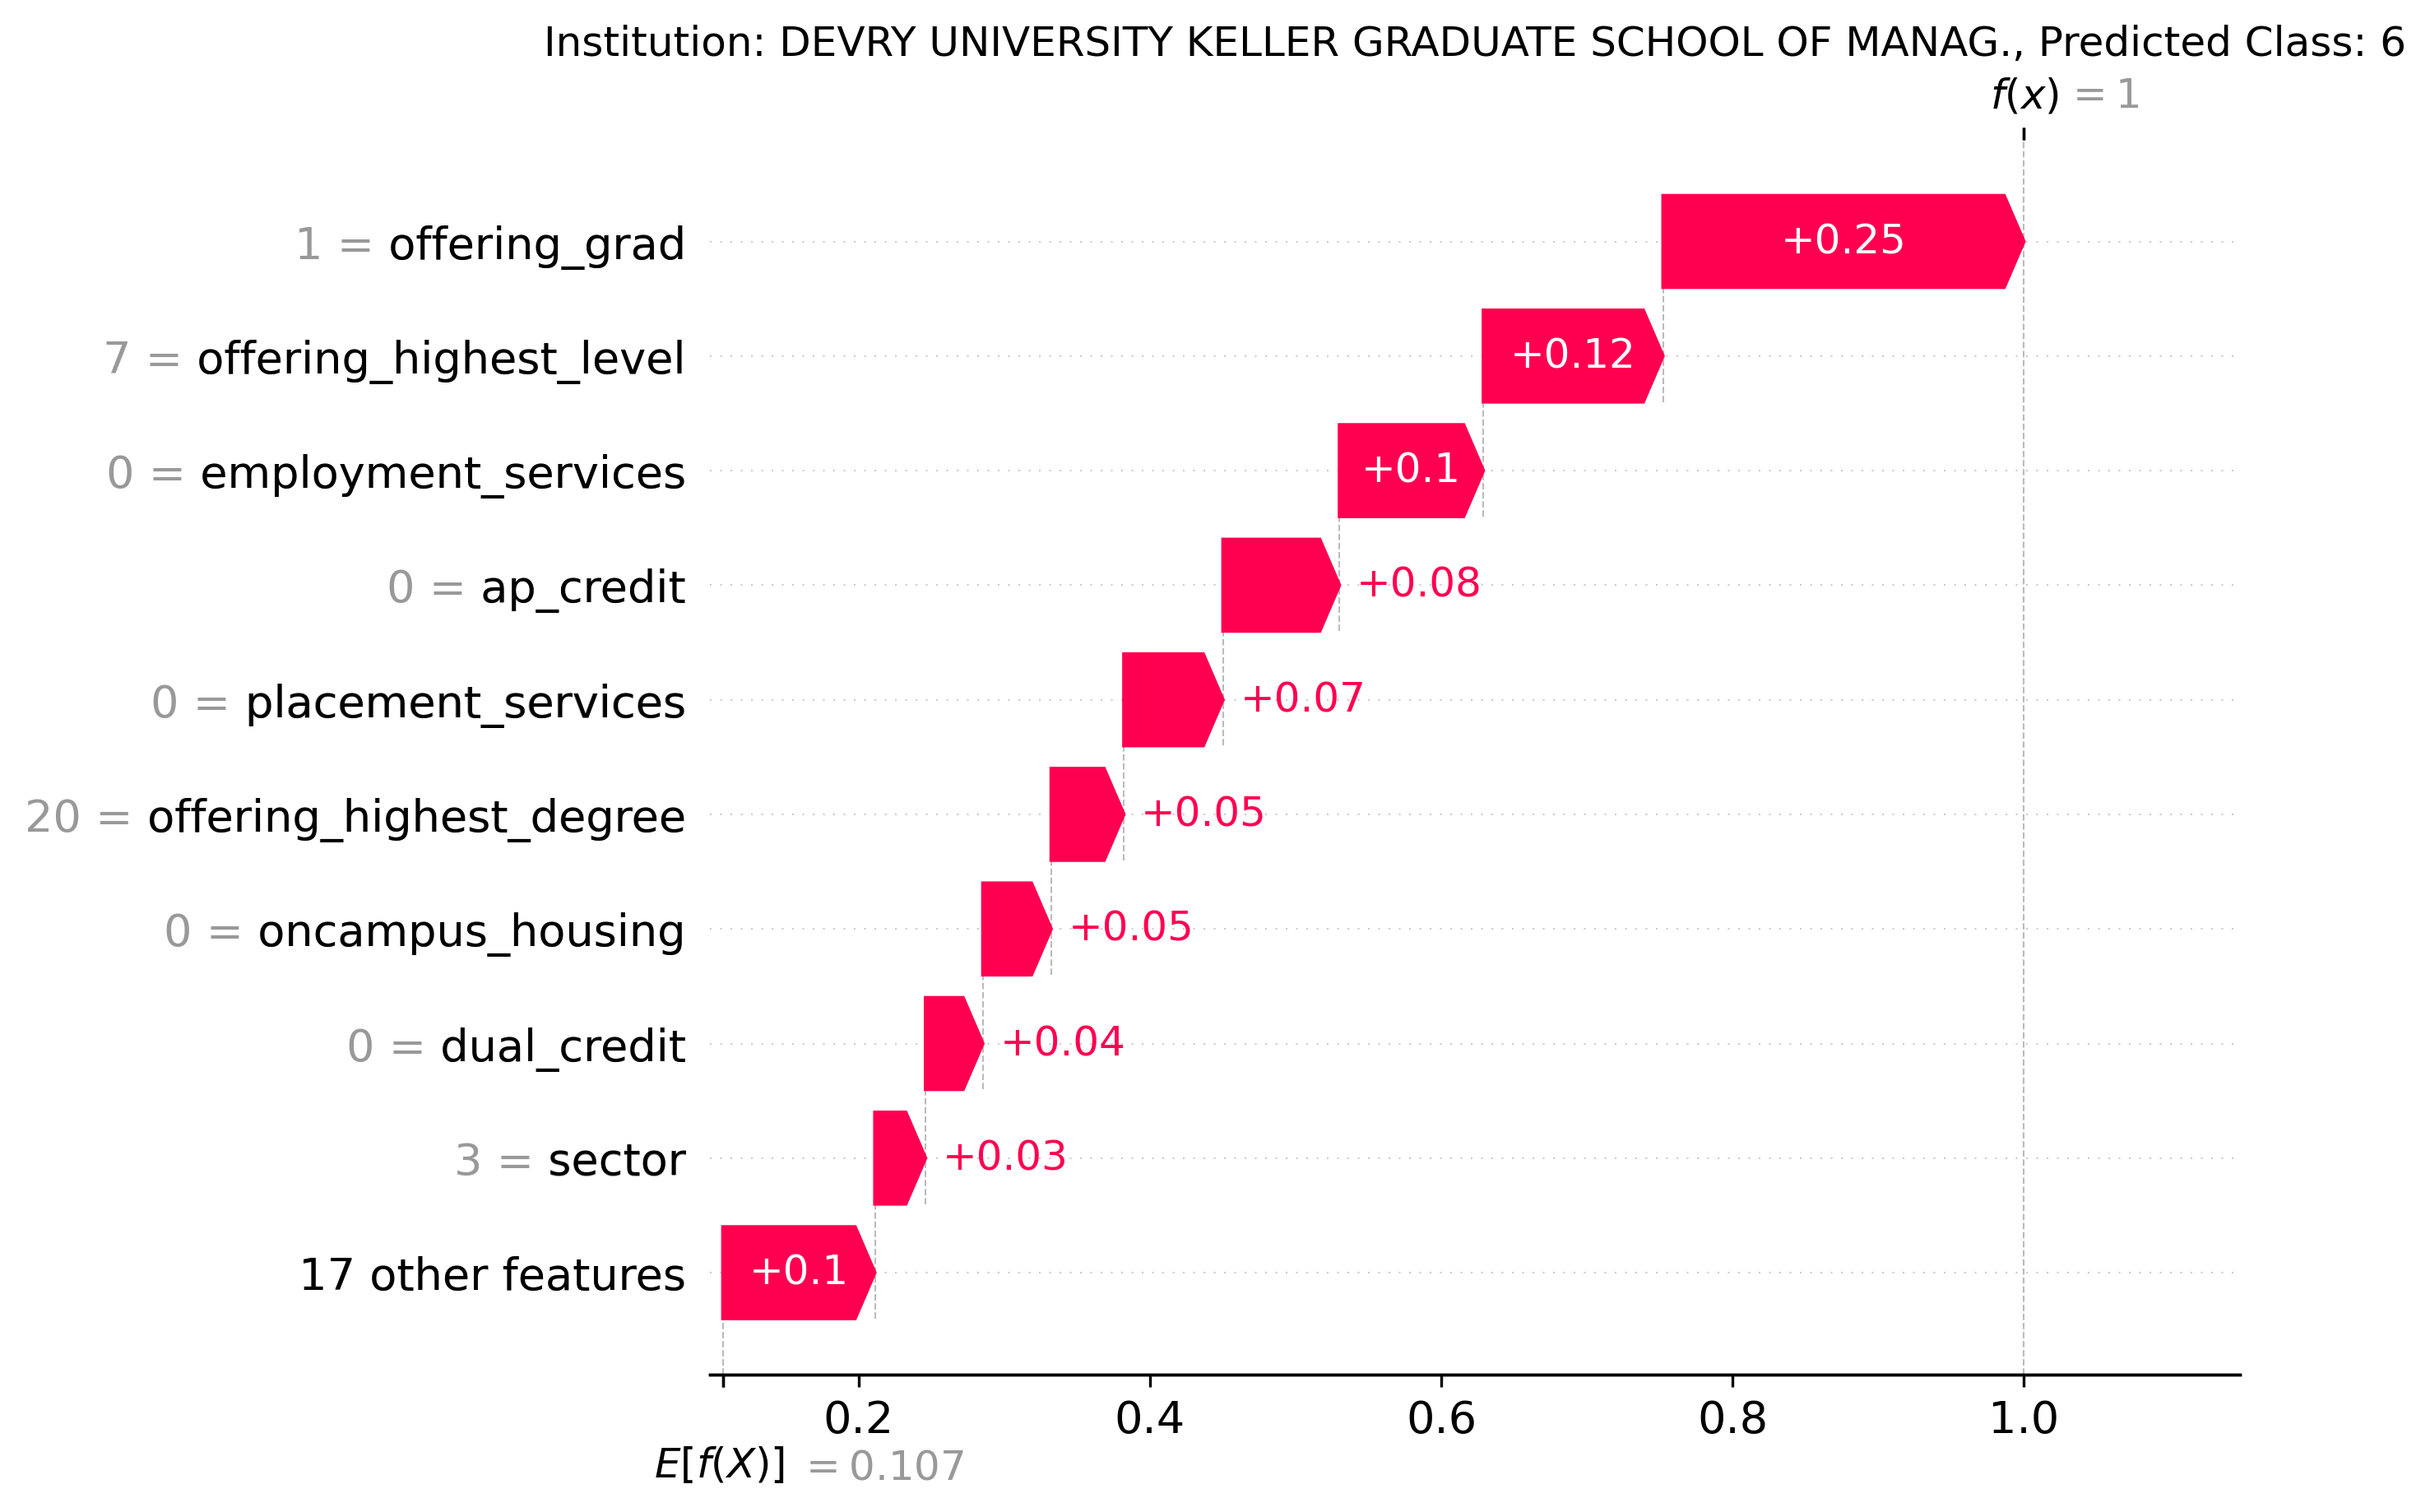 Institution: DEVRY UNIVERSITY KELLER GRADUATE SCHOOL OF MANAG., Predicted Class: 6
f(x) = 1
1 = offering_grad +0.25
7 = offering_highest_level +0.12
0 = employment_services +0.1
0 = ap_credit +0.08
0 = placement_services +0.07
20 = offering_highest_degree +0.05
0 = oncampus_housing +0.05
0 = dual_credit +0.04
3 = sector +0.03
17 other features +0.1
0.2 0.4 0.6 0.8 1.0
E[f(X)] = 0.107